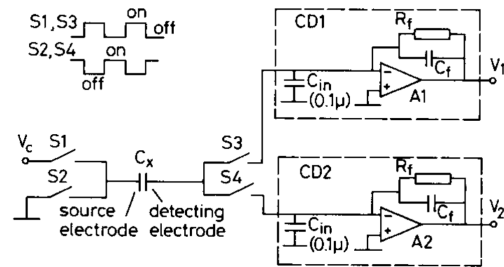 S1,S3 on off
S2,S4 on off
CD1
Rf
Cf
Cin
(0.1μ)
A1
V1
S1
Vc
S2
Cx
S3
S4
source electrode
detecting electrode
CD2
Rf
Cf
Cin
(0.1μ)
A2
V2